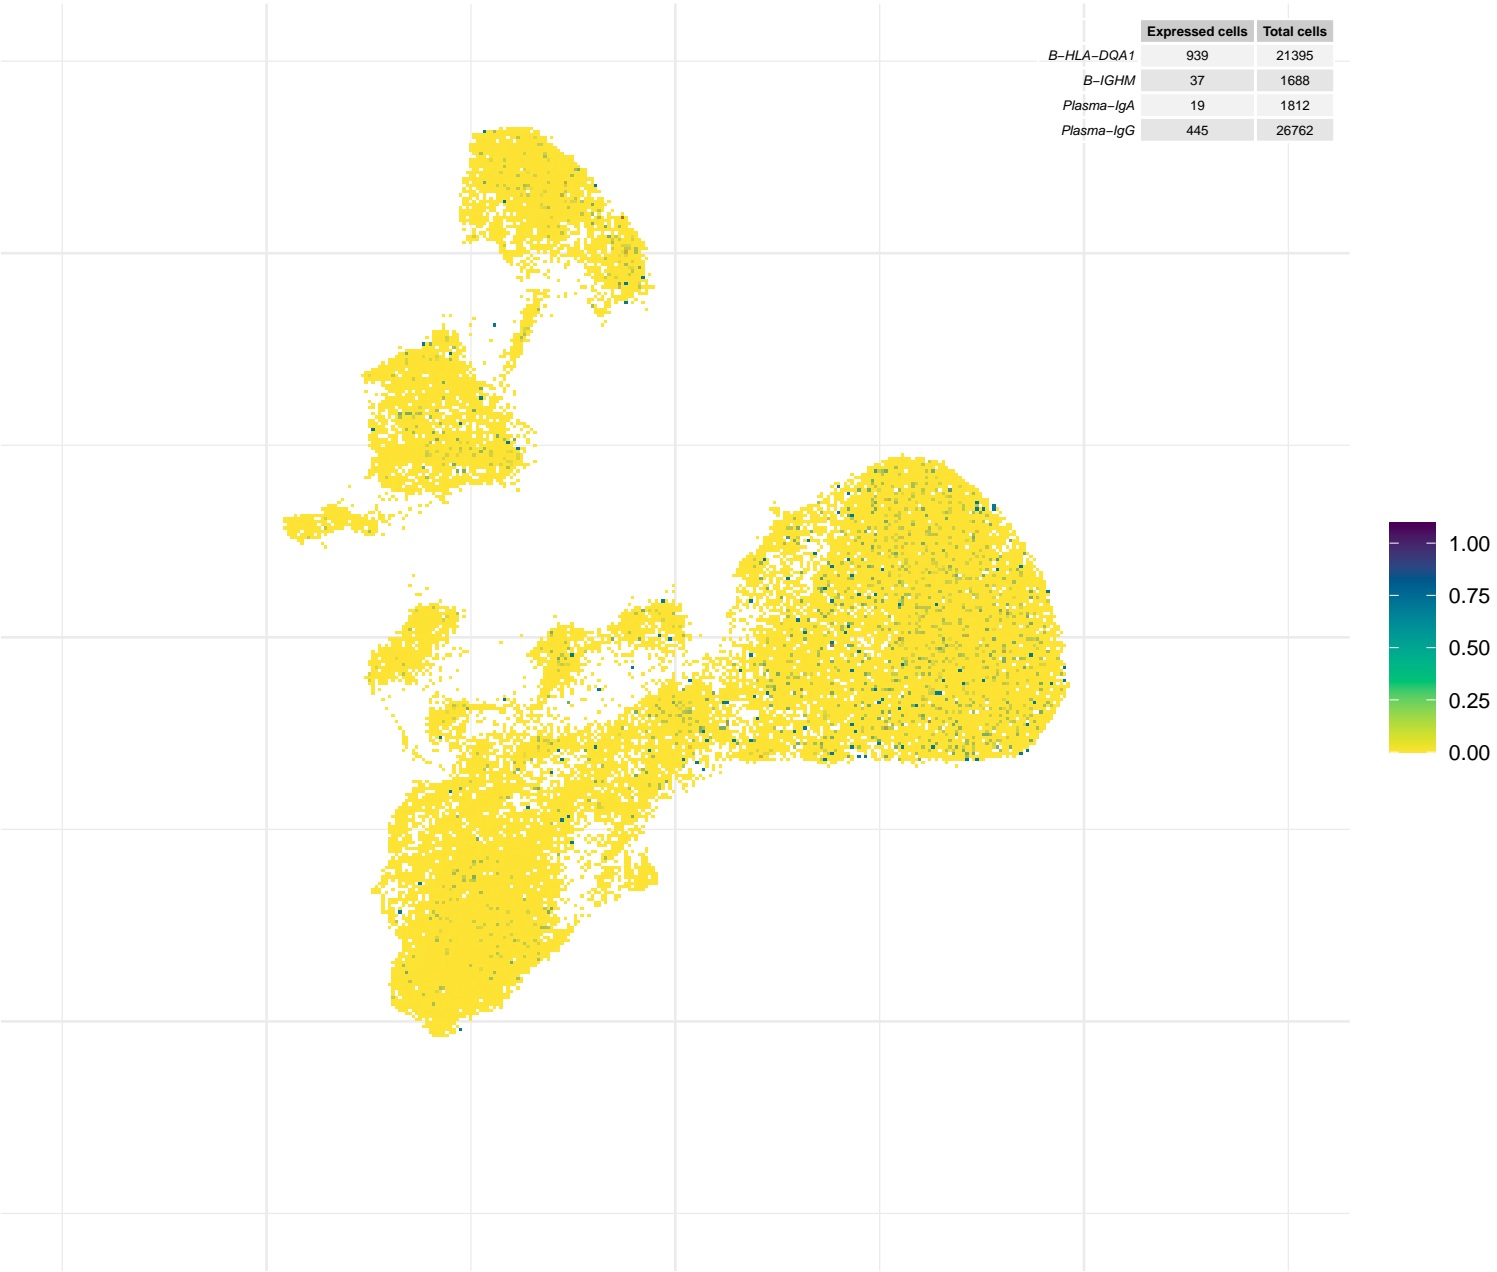 Expressed cells Total cells
B−HLA−DQA1 939 21395
B−IGHM 37 1688
Plasma−IgA 19 1812
Plasma−IgG 445 26762
1.00
0.75
0.50
0.25
0.00